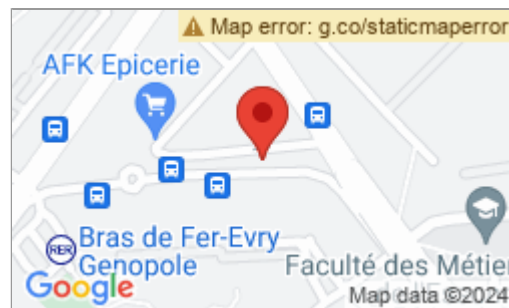 Map error: g.co/staticmaperror
AFK Epicerie
RER
Bras de Fer-Evry
Genopole
Faculté des Métier
Google
Map data ©2024